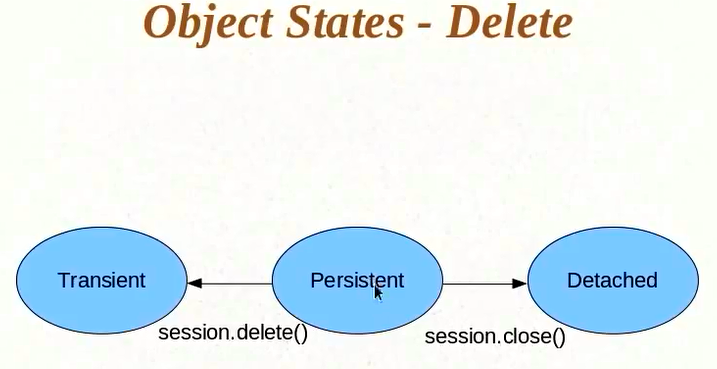 Object States - Delete
Transient
Persistent
Detached
session.delete()
session.close()